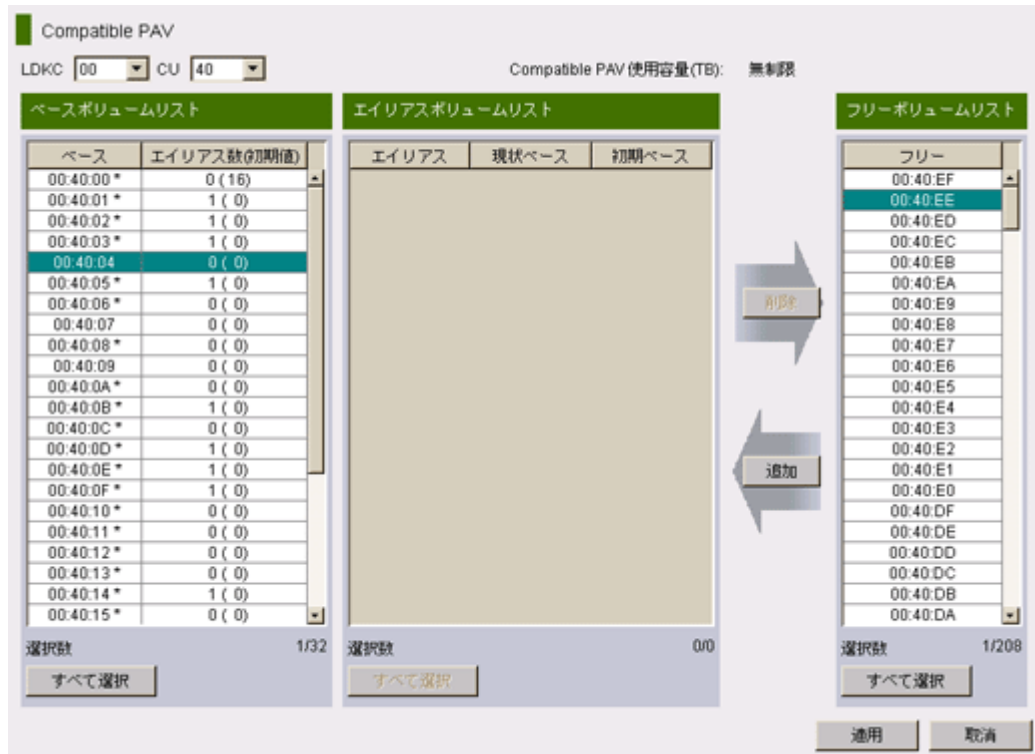 Compatible PAV
LDKC 00 CU 40 Compatible PAV 使用容量(TB): 無制限
ベースボリュームリスト エイリアスボリュームリスト フリーボリュームリスト
ベース エイリアス数(初期値) エイリアス 現状ベース 初期ベース フリー
00:40:00 * 0 ( 16) 00:40:EF
00:40:01 * 1 ( 0) 00:40:EE
00:40:02 * 1 ( 0) 00:40:ED
00:40:03 * 1 ( 0) 00:40:EC
00:40:04 0 ( 0) 00:40:EB
00:40:05 * 1 ( 0) 00:40:EA
00:40:06 * 0 ( 0) 削除 00:40:E9
00:40:07 0 ( 0) 00:40:E8
00:40:08 * 0 ( 0) 00:40:E7
00:40:09 0 ( 0) 00:40:E6
00:40:0A * 0 ( 0) 00:40:E5
00:40:0B * 1 ( 0) 00:40:E4
00:40:0C * 0 ( 0) 00:40:E3
00:40:0D * 1 ( 0) 00:40:E2
00:40:0E * 1 ( 0) 追加 00:40:E1
00:40:0F * 1 ( 0) 00:40:E0
00:40:10 * 0 ( 0) 00:40:DF
00:40:11 * 0 ( 0) 00:40:DE
00:40:12 * 0 ( 0) 00:40:DD
00:40:13 * 0 ( 0) 00:40:DC
00:40:14 * 1 ( 0) 00:40:DB
00:40:15 * 0 ( 0) 00:40:DA
選択数 1/32 選択数 0/0 選択数 1/208
すべて選択 すべて選択 すべて選択
適用 取消